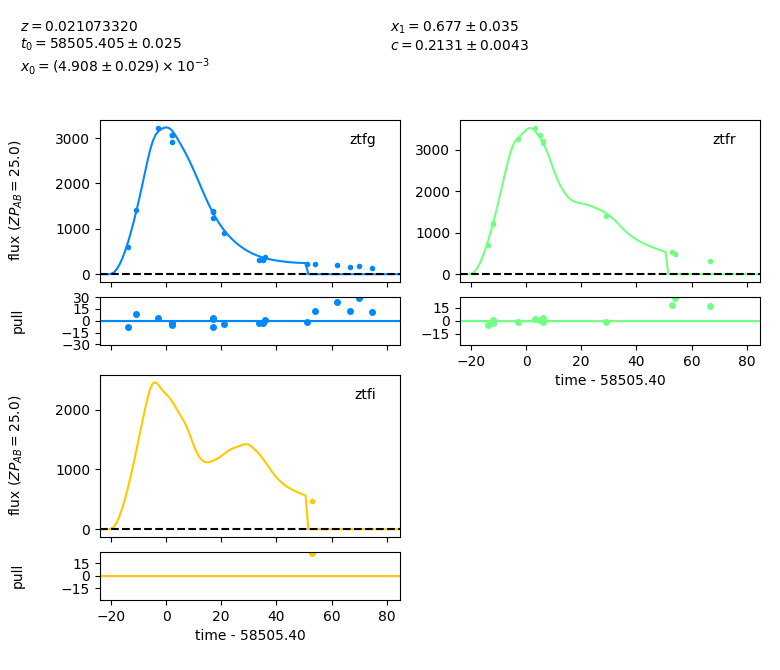 z = 0.021073320
t₀ = 58505.405 ± 0.025
x₀ = (4.908 ± 0.029) × 10⁻³
x₁ = 0.677 ± 0.035
c = 0.2131 ± 0.0043
flux (ZP_AB = 25.0)
3000
2000
1000
0
ztfg
3000
2000
1000
0
ztfr
pull
30
15
0
−15
−30
15
0
−15
−20 0 20 40 60 80
time - 58505.40
flux (ZP_AB = 25.0)
2000
1000
0
ztfi
pull
15
0
−15
−20 0 20 40 60 80
time - 58505.40